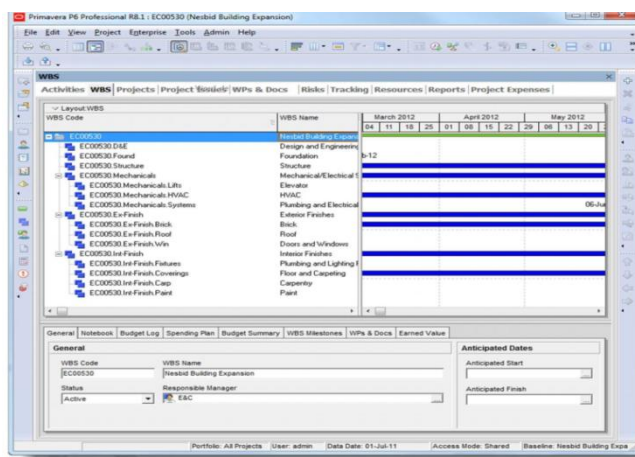 Primavera P6 Professional R8.1 : EC00530 (Nesbid Building Expansion)
File Edit View Project Enterprise Tools Admin Help
WBS
Activities WBS Projects Project Issues WPs & Docs Risks Tracking Resources Reports Project Expenses
Layout:WBS
WBS Code WBS Name March 2012 April 2012 May 2012
04 11 18 25 01 08 15 22 29 06 13 20
EC00530 Nesbid Building Expans
EC00530.D&E Design and Engineering
EC00530.Found Foundation b-12
EC00530.Structure Structure
EC00530.Mechanicals Mechanical/Electrical S
EC00530.Mechanicals.Lifts Elevator
EC00530.Mechanicals.HVAC HVAC
EC00530.Mechanicals.Systems Plumbing and Electrical 06-Ju
EC00530.Ex-Finish Exterior Finishes
EC00530.Ex-Finish.Brick Brick
EC00530.Ex-Finish.Roof Roof
EC00530.Ex-Finish.Win Doors and Windows
EC00530.Int-Finish Interior Finishes
EC00530.Int-Finish.Fixtures Plumbing and Lighting F
EC00530.Int-Finish.Coverings Floor and Carpeting
EC00530.Int-Finish.Carp Carpentry
EC00530.Int-Finish.Paint Paint
General Notebook Budget Log Spending Plan Budget Summary WBS Milestones WPs & Docs Earned Value
General Anticipated Dates
WBS Code WBS Name Anticipated Start
EC00530 Nesbid Building Expansion
Status Responsible Manager Anticipated Finish
Active E&C
Portfolio: All Projects User: admin Data Date: 01-Jul-11 Access Mode: Shared Baseline: Nesbid Building Expa